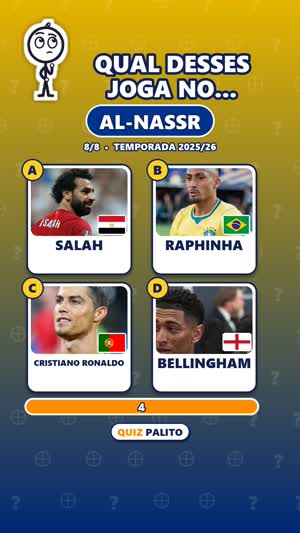 QUAL DESSES
JOGA NO...
AL-NASSR
8/8 • TEMPORADA 2025/26
A
B
SALAH
RAPHINHA
C
D
CRISTIANO RONALDO
BELLINGHAM
4
QUIZ PALITO